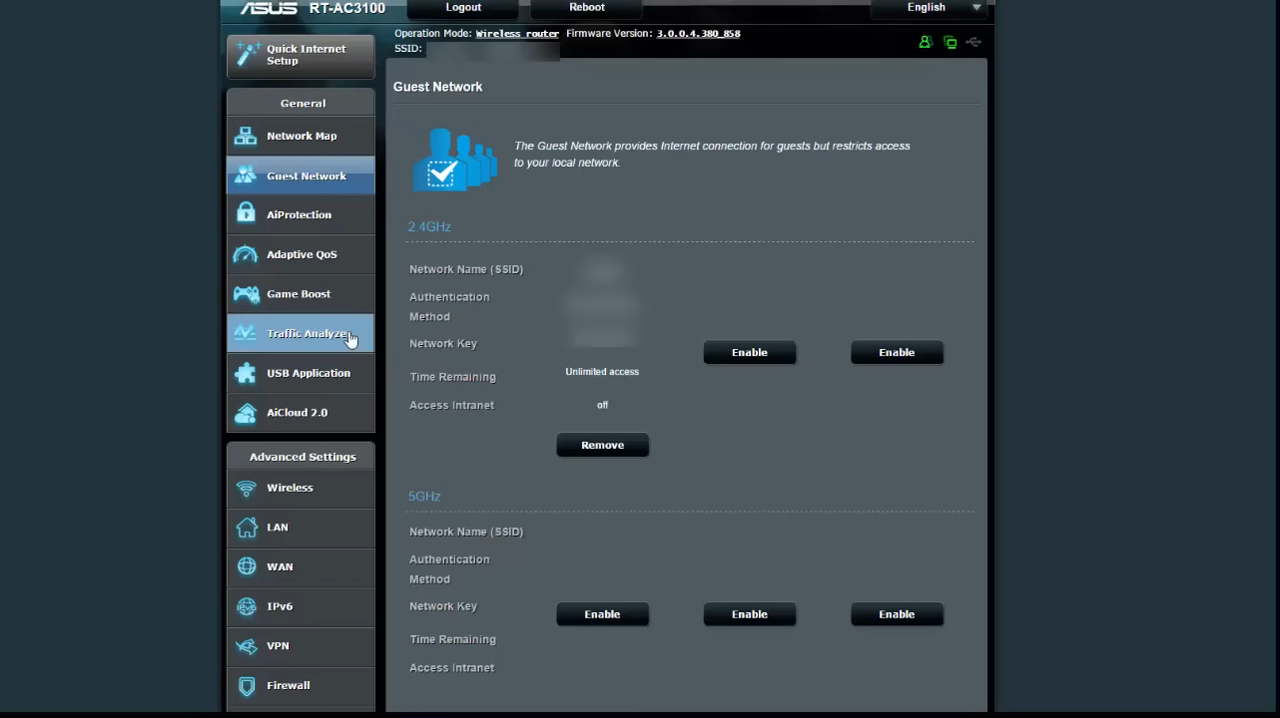 ASUS RT-AC3100 Logout Reboot English
Operation Mode: Wireless router Firmware Version: 3.0.0.4.380_858
SSID:
Quick Internet
Setup
General
Network Map
Guest Network
AiProtection
Adaptive QoS
Game Boost
Traffic Analyze
USB Application
AiCloud 2.0
Advanced Settings
Wireless
LAN
WAN
IPv6
VPN
Firewall
Guest Network
The Guest Network provides Internet connection for guests but restricts access
to your local network.
2.4GHz
Network Name (SSID)
Authentication
Method
Network Key
Enable Enable
Time Remaining Unlimited access
Access Intranet off
Remove
5GHz
Network Name (SSID)
Authentication
Method
Network Key
Enable Enable Enable
Time Remaining
Access Intranet